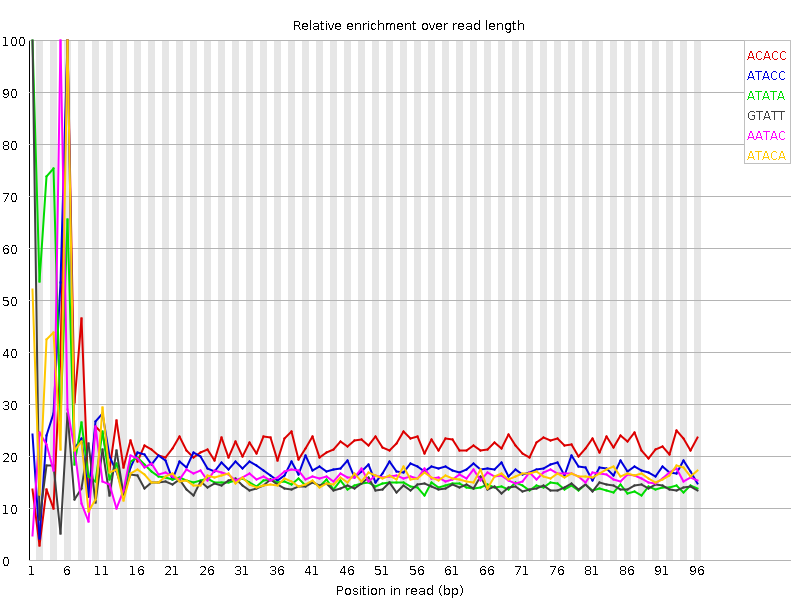 Relative enrichment over read length
100
90
80
70
60
50
40
30
20
10
0
ACACC
ATACC
ATATA
GTATT
AATAC
ATACA
1 6 11 16 21 26 31 36 41 46 51 56 61 66 71 76 81 86 91 96
Position in read (bp)